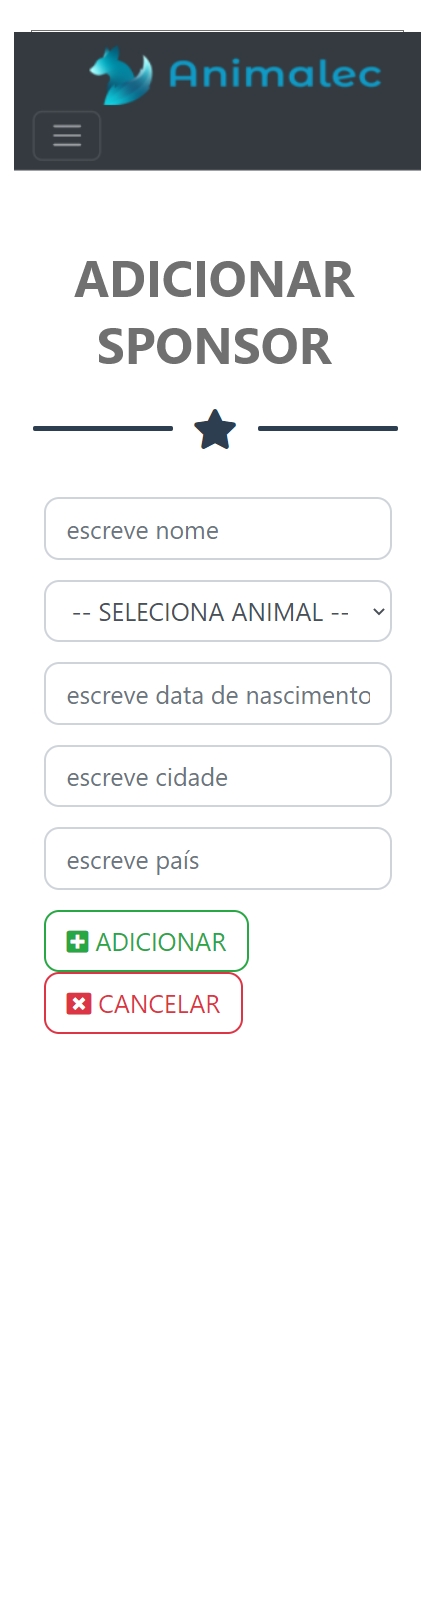 Animalec
ADICIONAR
SPONSOR
escreve nome
-- SELECIONA ANIMAL --
escreve data de nascimento
escreve cidade
escreve país
ADICIONAR
CANCELAR